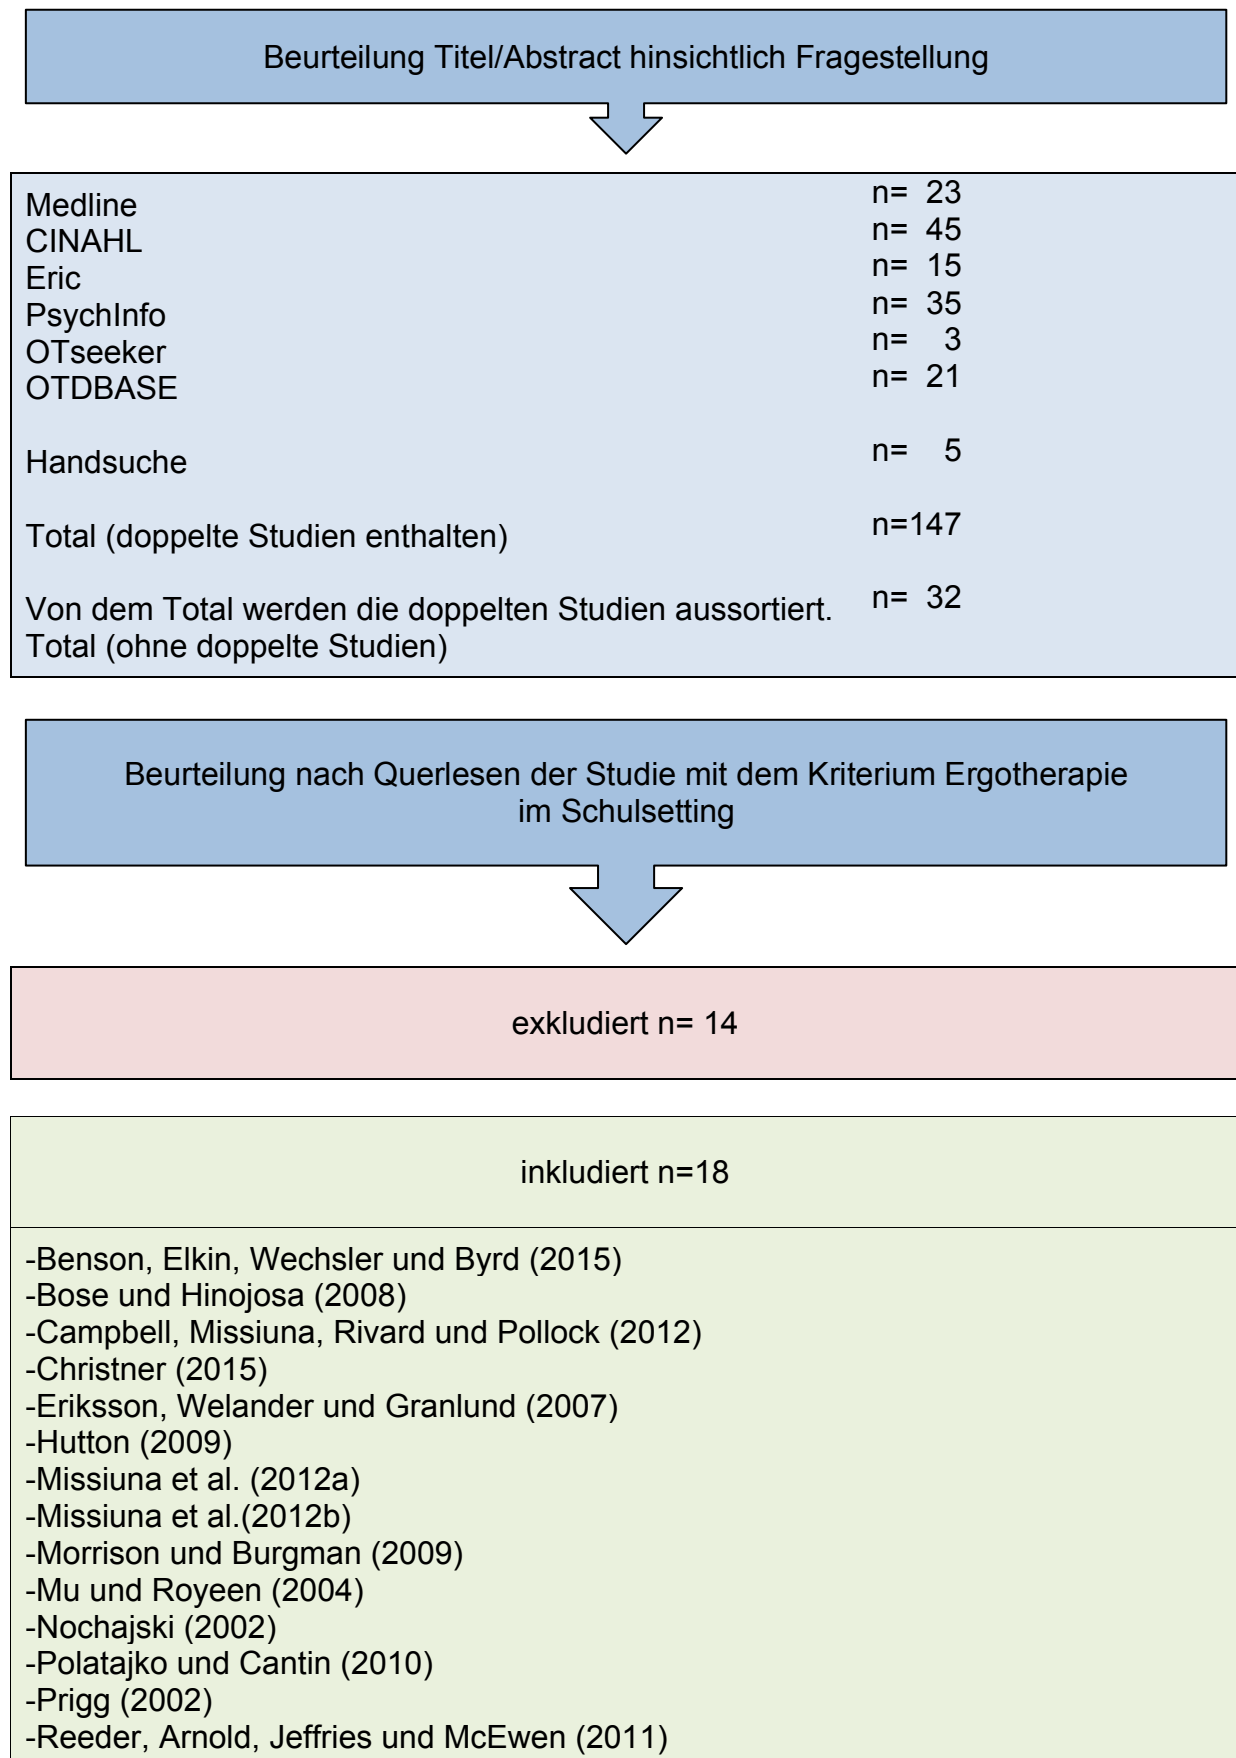 Beurteilung Titel/Abstract hinsichtlich Fragestellung
Medline n= 23
CINAHL n= 45
Eric n= 15
PsychInfo n= 35
OTseeker n= 3
OTDBASE n= 21
Handsuche n= 5
Total (doppelte Studien enthalten) n=147
Von dem Total werden die doppelten Studien aussortiert. n= 32
Total (ohne doppelte Studien)
Beurteilung nach Querlesen der Studie mit dem Kriterium Ergotherapie
im Schulsetting
exkludiert n= 14
inkludiert n=18
-Benson, Elkin, Wechsler und Byrd (2015)
-Bose und Hinojosa (2008)
-Campbell, Missiuna, Rivard und Pollock (2012)
-Christner (2015)
-Eriksson, Welander und Granlund (2007)
-Hutton (2009)
-Missiuna et al. (2012a)
-Missiuna et al.(2012b)
-Morrison und Burgman (2009)
-Mu und Royeen (2004)
-Nochajski (2002)
-Polatajko und Cantin (2010)
-Prigg (2002)
-Reeder, Arnold, Jeffries und McEwen (2011)